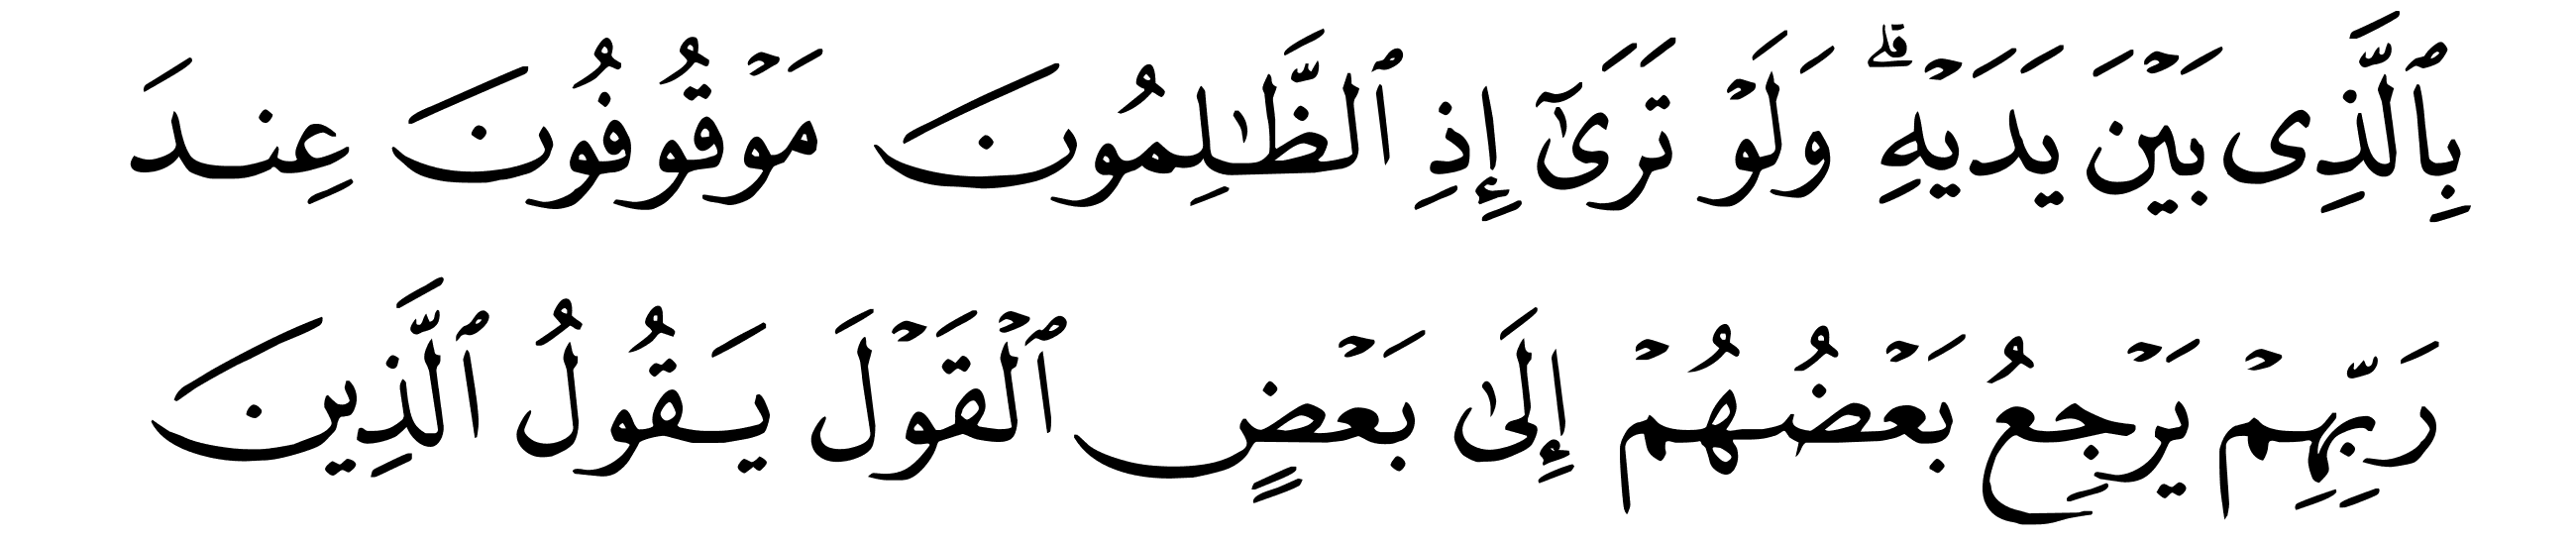 بِٱلَّذِى بَيۡنَ يَدَيۡهِۗ وَلَوۡ تَرَىٰٓ إِذِ ٱلظَّـٰلِمُونَ مَوۡقُوفُونَ عِندَ
رَبِّهِمۡ يَرۡجِعُ بَعۡضُهُمۡ إِلَىٰ بَعۡضٍ ٱلۡقَوۡلَ يَقُولُ ٱلَّذِينَ